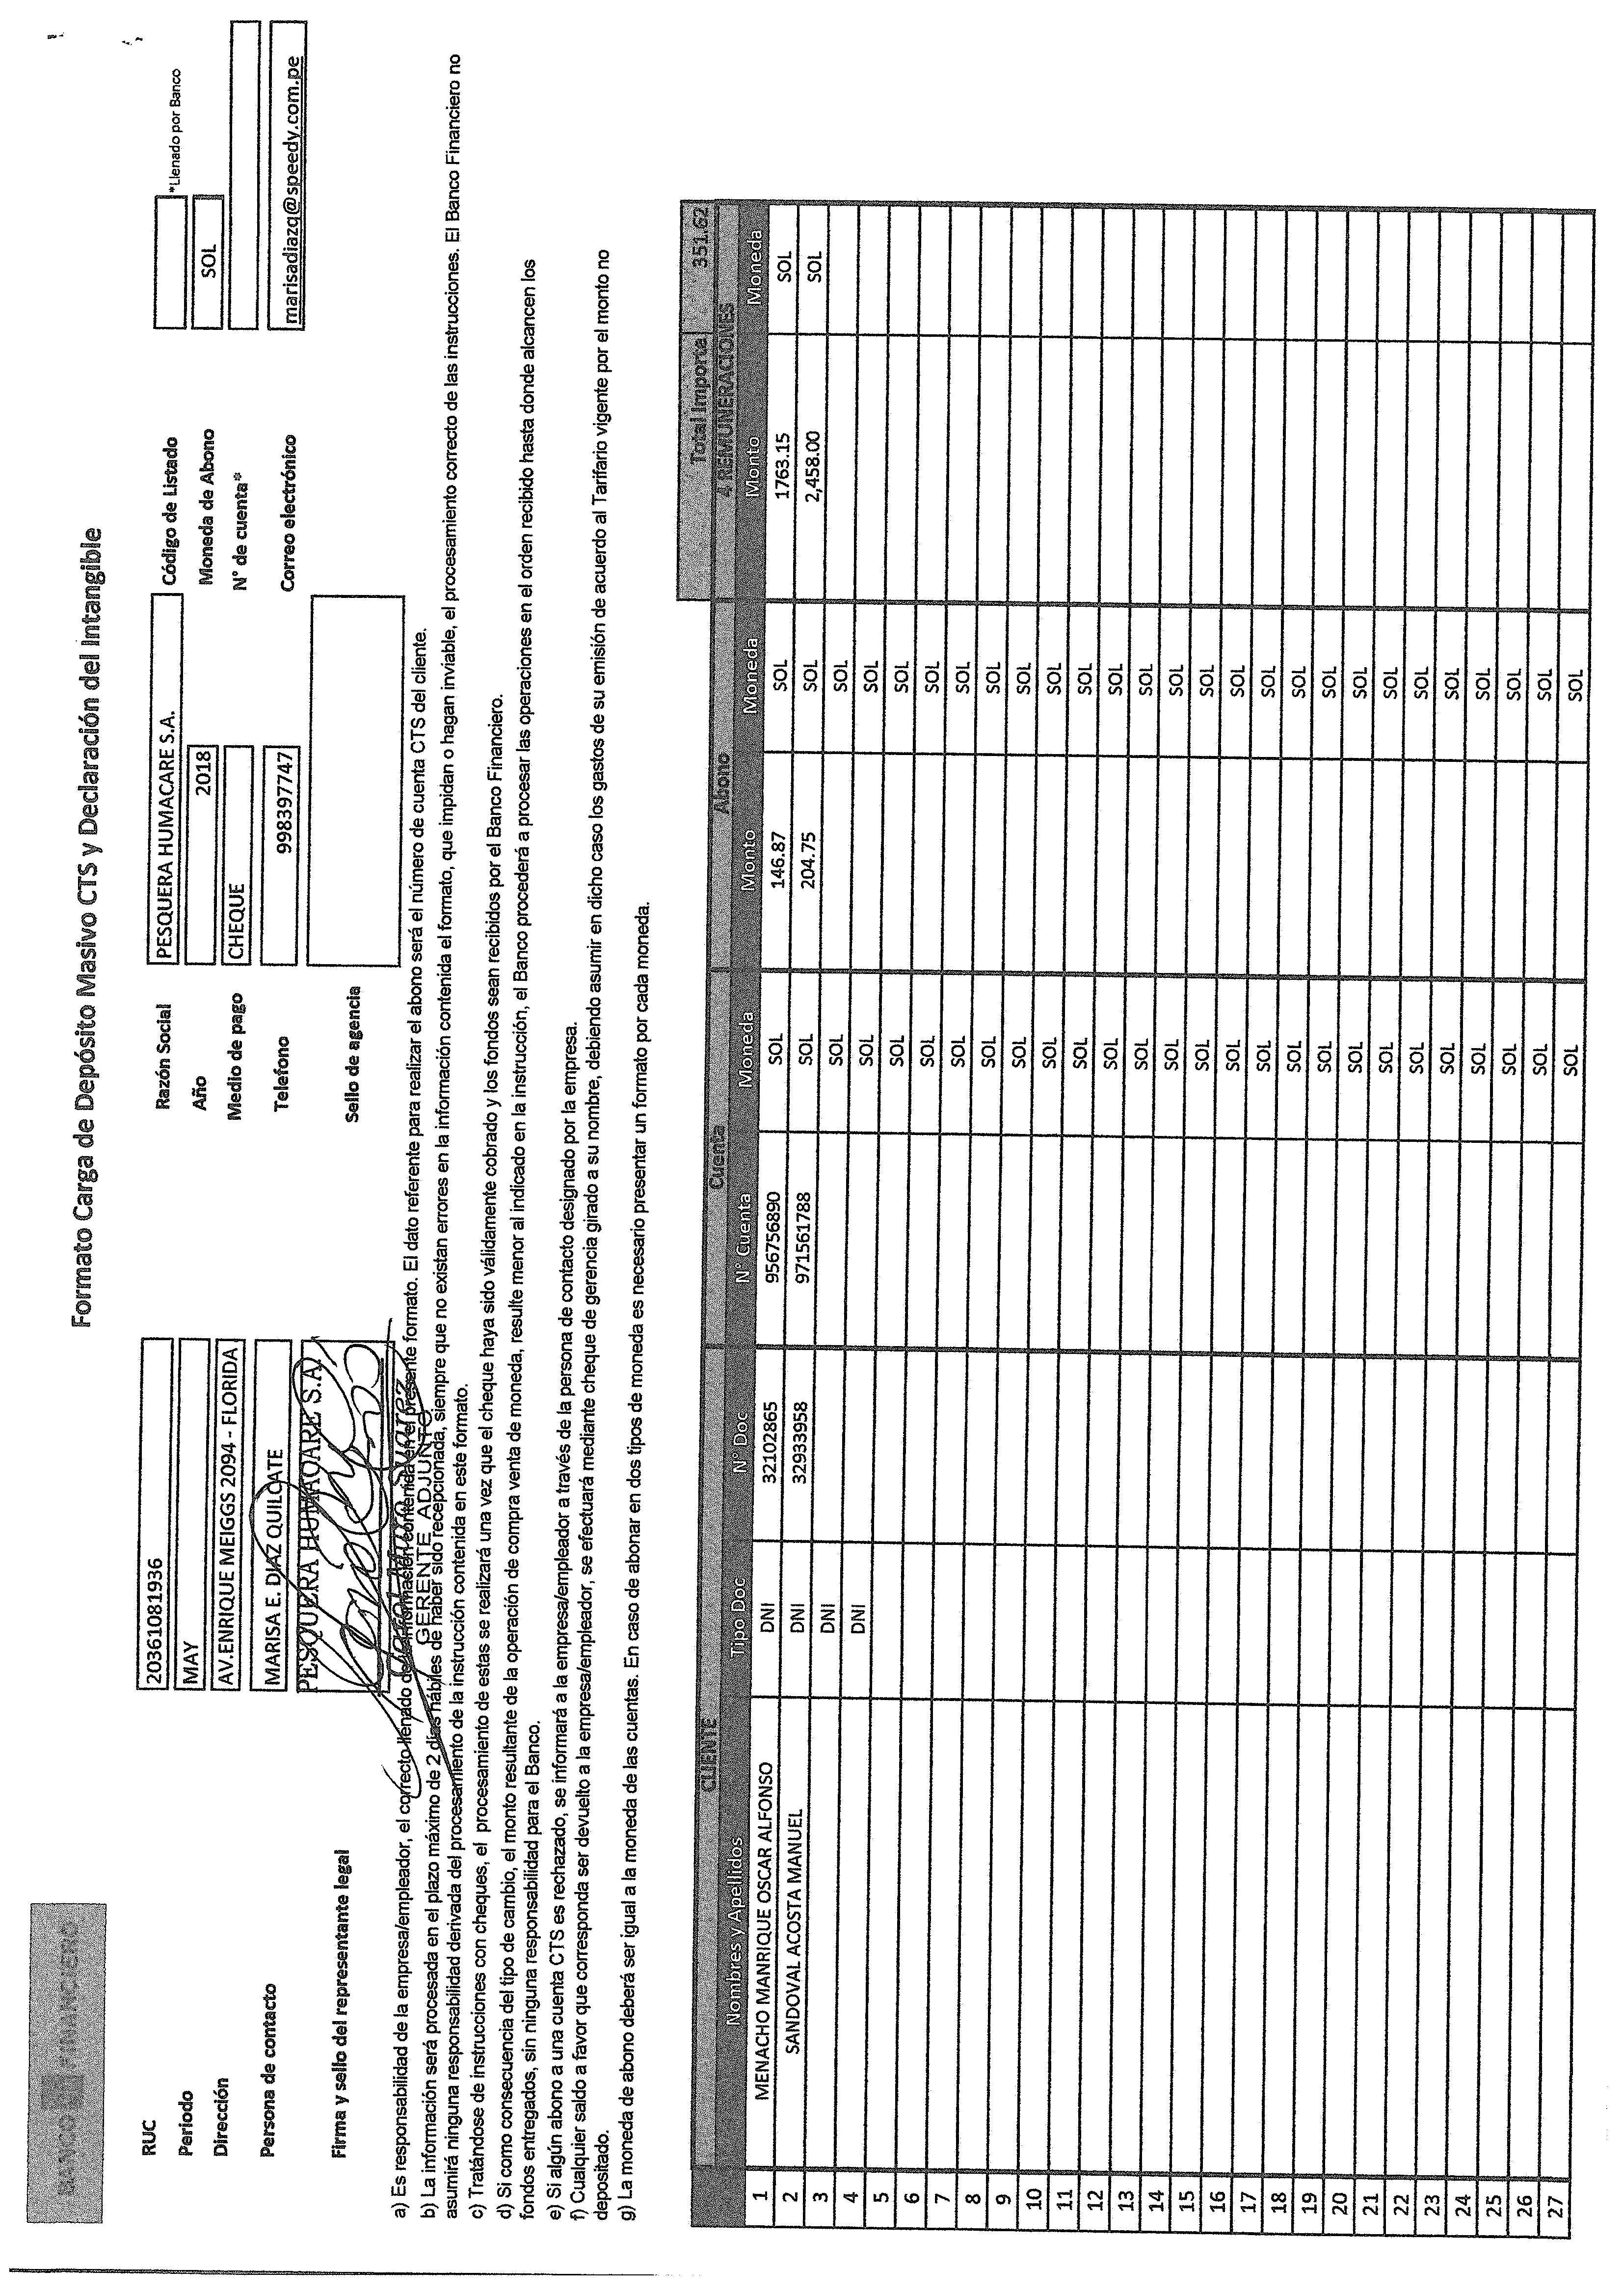 BANCO FINANCIERO
Formato Carga de Depósito Masivo CTS y Declaración del Intangible
RUC 20361081936 Razón Social PESQUERA HUMACARE S.A. Código de Listado *Llenado por Banco
Periodo MAY Año 2018 Moneda de Abono SOL
Dirección AV.ENRIQUE MEIGGS 2094 - FLORIDA Medio de pago CHEQUE N° de cuenta*
Persona de contacto MARISA E. DIAZ QUILCATE Telefono 998397747 Correo electrónico marisadiazq@speedy.com.pe
PESQUERA HUMACARE S.A.
Firma y sello del representante legal Sello de agencia
GERENTE ADJUNTO
a) Es responsabilidad de la empresa/empleador, el correcto llenado de la información contenida en el presente formato. El dato referente para realizar el abono será el número de cuenta CTS del cliente.
b) La información será procesada en el plazo máximo de 2 días hábiles de haber sido recepcionada, siempre que no existan errores en la información contenida el formato, que impidan o hagan inviable, el procesamiento correcto de las instrucciones. El Banco Financiero no
asumirá ninguna responsabilidad derivada del procesamiento de la instrucción contenida en este formato.
c) Tratándose de instrucciones con cheques, el procesamiento de estas se realizará una vez que el cheque haya sido válidamente cobrado y los fondos sean recibidos por el Banco Financiero.
d) Si como consecuencia del tipo de cambio, el monto resultante de la operación de compra venta de moneda, resulte menor al indicado en la instrucción, el Banco procederá a procesar las operaciones en el orden recibido hasta donde alcancen los
fondos entregados, sin ninguna responsabilidad para el Banco.
e) Si algún abono a una cuenta CTS es rechazado, se informará a la empresa/empleador a través de la persona de contacto designado por la empresa.
f) Cualquier saldo a favor que corresponda ser devuelto a la empresa/empleador, se efectuará mediante cheque de gerencia girado a su nombre, debiendo asumir en dicho caso los gastos de su emisión de acuerdo al Tarifario vigente por el monto no
depositado.
g) La moneda de abono deberá ser igual a la moneda de las cuentas. En caso de abonar en dos tipos de moneda es necesario presentar un formato por cada moneda.
Total Importe 351.62
CLIENTE Cuenta Abono 4 REMUNERACIONES
Nombres y Apellidos Tipo Doc N° Doc N° Cuenta Moneda Monto Moneda Monto Moneda
1 MENACHO MANRIQUE OSCAR ALFONSO DNI 32102865 956756890 SOL 146.87 SOL 1763.15 SOL
2 SANDOVAL ACOSTA MANUEL DNI 32933958 971561788 SOL 204.75 SOL 2,458.00 SOL
3 DNI SOL SOL
4 DNI SOL SOL
5 SOL SOL
6 SOL SOL
7 SOL SOL
8 SOL SOL
9 SOL SOL
10 SOL SOL
11 SOL SOL
12 SOL SOL
13 SOL SOL
14 SOL SOL
15 SOL SOL
16 SOL SOL
17 SOL SOL
18 SOL SOL
19 SOL SOL
20 SOL SOL
21 SOL SOL
22 SOL SOL
23 SOL SOL
24 SOL SOL
25 SOL SOL
26 SOL SOL
27 SOL SOL